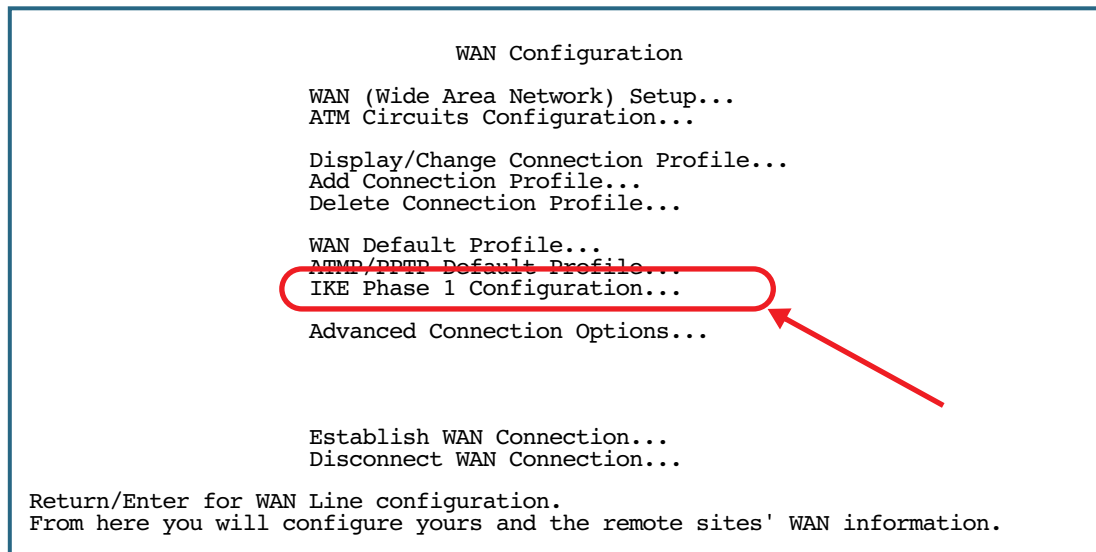 WAN Configuration
WAN (Wide Area Network) Setup...
ATM Circuits Configuration...
Display/Change Connection Profile...
Add Connection Profile...
Delete Connection Profile...
WAN Default Profile...
ATMP/PPTP Default Profile...
IKE Phase 1 Configuration...
Advanced Connection Options...
Establish WAN Connection...
Disconnect WAN Connection...
Return/Enter for WAN Line configuration.
From here you will configure yours and the remote sites' WAN information.